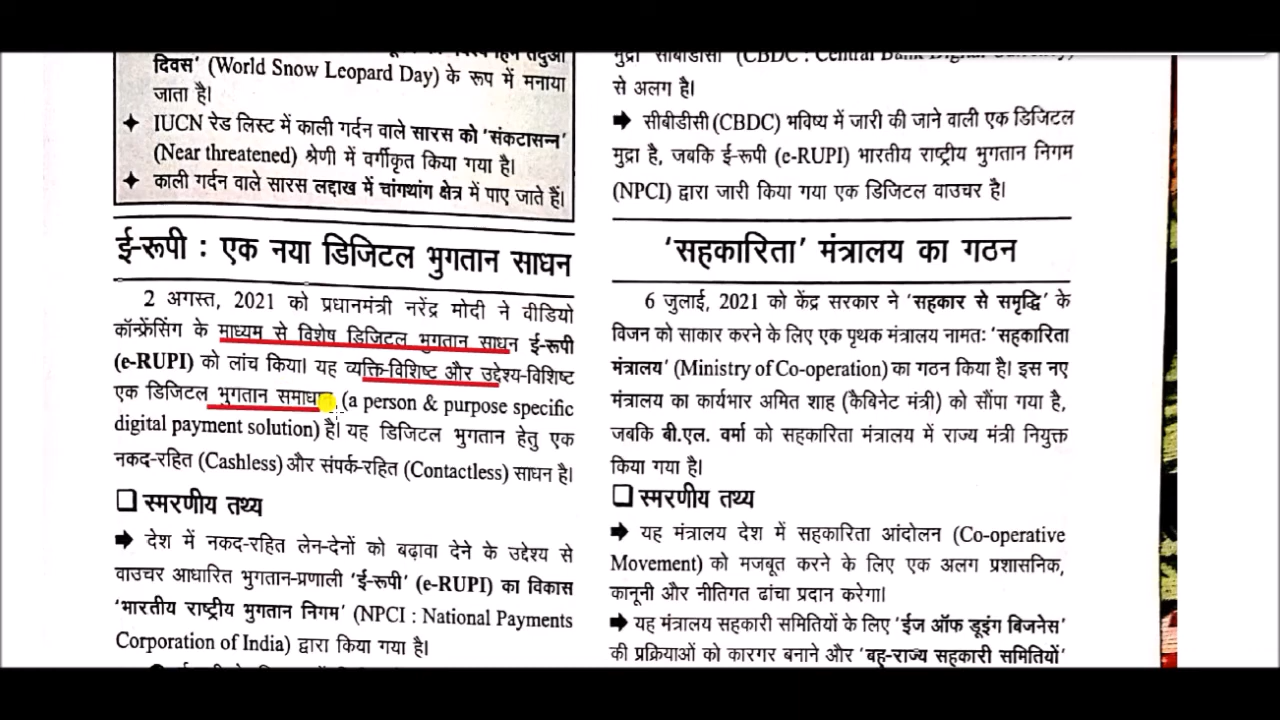 दिवस’ (World Snow Leopard Day) के रूप में मनाया
जाता है।
✦ IUCN रेड लिस्ट में काली गर्दन वाले सारस को ‘संकटासन्न’
(Near threatened) श्रेणी में वर्गीकृत किया गया है।
✦ काली गर्दन वाले सारस लद्दाख में चांगथांग क्षेत्र में पाए जाते हैं।
ई-रूपी : एक नया डिजिटल भुगतान साधन
2 अगस्त, 2021 को प्रधानमंत्री नरेंद्र मोदी ने वीडियो
कॉन्फ्रेंसिंग के माध्यम से विशेष डिजिटल भुगतान साधन ई-रूपी
(e-RUPI) को लांच किया। यह व्यक्ति-विशिष्ट और उद्देश्य-विशिष्ट
एक डिजिटल भुगतान समाधान (a person & purpose specific
digital payment solution) है। यह डिजिटल भुगतान हेतु एक
नकद-रहित (Cashless) और संपर्क-रहित (Contactless) साधन है।
❑ स्मरणीय तथ्य
➡ देश में नकद-रहित लेन-देनों को बढ़ावा देने के उद्देश्य से
वाउचर आधारित भुगतान-प्रणाली ‘ई-रूपी’ (e-RUPI) का विकास
‘भारतीय राष्ट्रीय भुगतान निगम’ (NPCI : National Payments
Corporation of India) द्वारा किया गया है।
मुद्रा सीबीडीसी (CBDC : Central Bank Digital Currency)
से अलग है।
➡ सीबीडीसी (CBDC) भविष्य में जारी की जाने वाली एक डिजिटल
मुद्रा है, जबकि ई-रूपी (e-RUPI) भारतीय राष्ट्रीय भुगतान निगम
(NPCI) द्वारा जारी किया गया एक डिजिटल वाउचर है।
‘सहकारिता’ मंत्रालय का गठन
6 जुलाई, 2021 को केंद्र सरकार ने ‘सहकार से समृद्धि’ के
विजन को साकार करने के लिए एक पृथक मंत्रालय नामतः ‘सहकारिता
मंत्रालय’ (Ministry of Co-operation) का गठन किया है। इस नए
मंत्रालय का कार्यभार अमित शाह (कैबिनेट मंत्री) को सौंपा गया है,
जबकि बी.एल. वर्मा को सहकारिता मंत्रालय में राज्य मंत्री नियुक्त
किया गया है।
❑ स्मरणीय तथ्य
➡ यह मंत्रालय देश में सहकारिता आंदोलन (Co-operative
Movement) को मजबूत करने के लिए एक अलग प्रशासनिक,
कानूनी और नीतिगत ढांचा प्रदान करेगा।
➡ यह मंत्रालय सहकारी समितियों के लिए ‘ईज ऑफ डूइंग बिजनेस’
की प्रक्रियाओं को कारगर बनाने और ‘बहु-राज्य सहकारी समितियों’